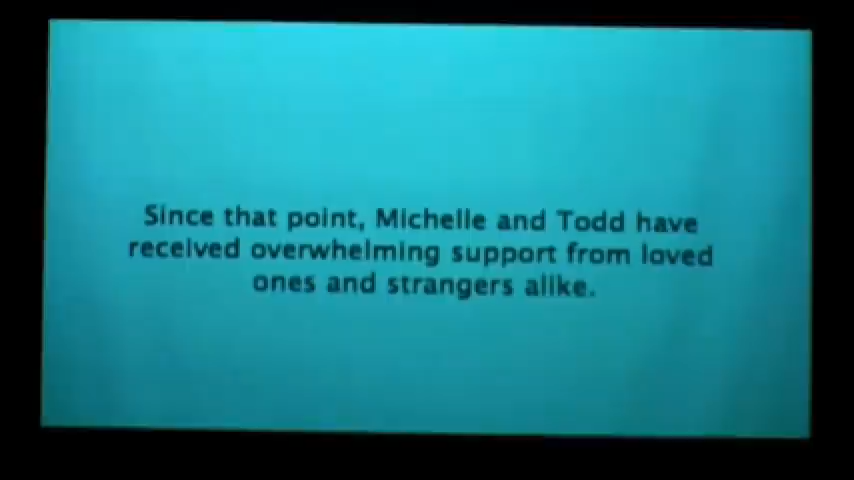 Since that point, Michelle and Todd have
received overwhelming support from loved
ones and strangers alike.